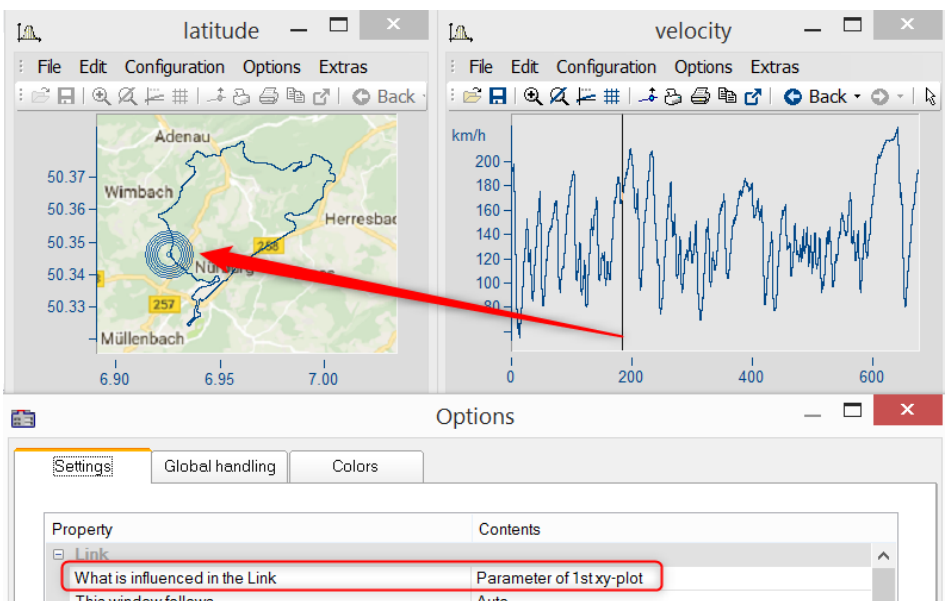 latitude
File Edit Configuration Options Extras
Back
Adenau
50.37
Wimbach
50.36
Herresbac
50.35
258
50.34
50.33
257
Müllenbach
6.90 6.95 7.00
velocity
File Edit Configuration Options Extras
Back
km/h
200
180
160
140
120
100
80
0 200 400 600
Options
Settings Global handling Colors
Property Contents
Link
What is influenced in the Link Parameter of 1st xy-plot
This window follows Auto